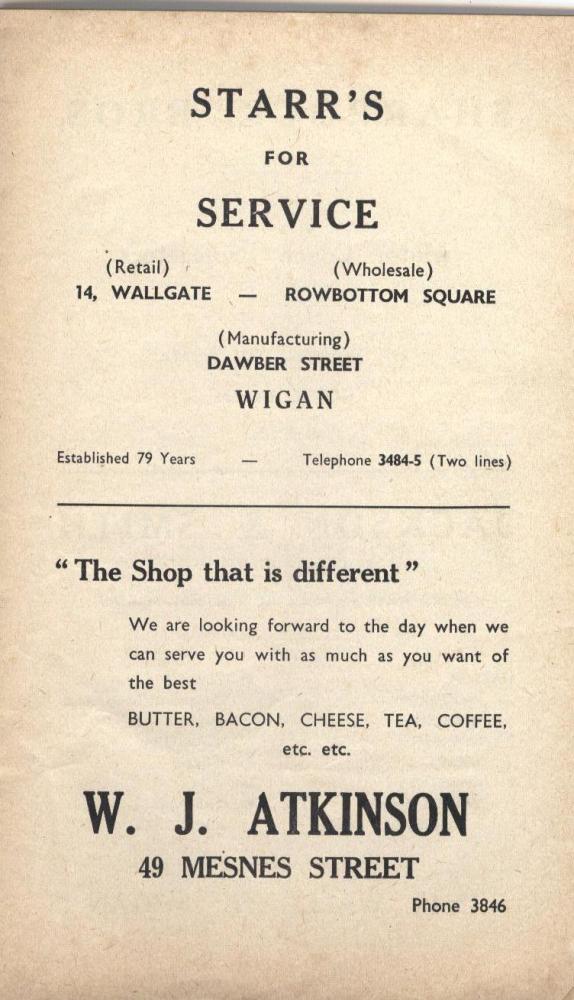 STARR'S
FOR
SERVICE
(Retail) (Wholesale)
14, WALLGATE — ROWBOTTOM SQUARE
(Manufacturing)
DAWBER STREET
WIGAN
Established 79 Years — Telephone 3484-5 (Two lines)
"The Shop that is different"
We are looking forward to the day when we
can serve you with as much as you want of
the best
BUTTER, BACON, CHEESE, TEA, COFFEE,
etc. etc.
W. J. ATKINSON
49 MESNES STREET
Phone 3846